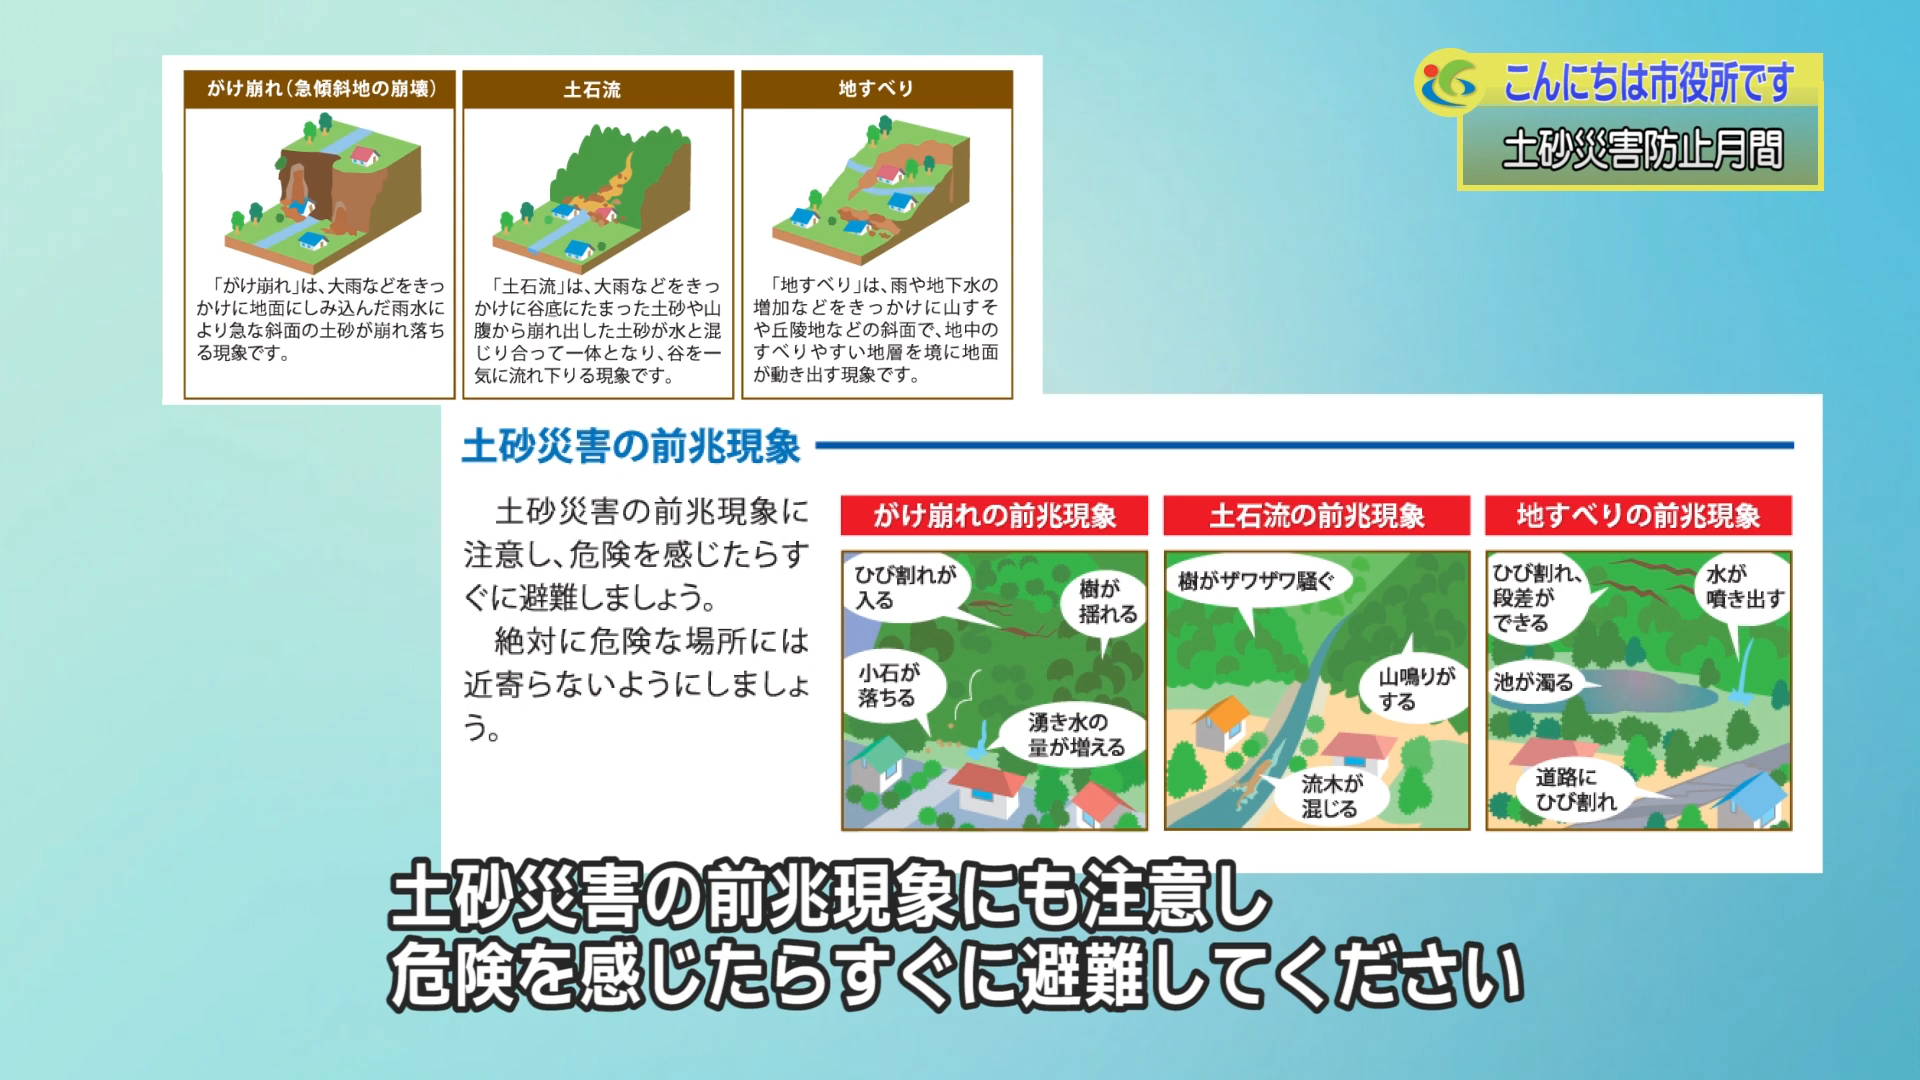 こんにちは市役所です
土砂災害防止月間
がけ崩れ（急傾斜地の崩壊）
「がけ崩れ」は、大雨などをきっ
かけに地面にしみ込んだ雨水に
より急な斜面の土砂が崩れ落ち
る現象です。
土石流
「土石流」は、大雨などをきっ
かけに谷底にたまった土砂や山
腹から崩れ出した土砂が水と混
じり合って一体となり、谷を一
気に流れ下りる現象です。
地すべり
「地すべり」は、雨や地下水の
増加などをきっかけに山すそ
や丘陵地などの斜面で、地中の
すべりやすい地層を境に地面
が動き出す現象です。
土砂災害の前兆現象
土砂災害の前兆現象に
注意し、危険を感じたらす
ぐに避難しましょう。
絶対に危険な場所には
近寄らないようにしましょ
う。
がけ崩れの前兆現象
ひび割れが
入る
樹が
揺れる
小石が
落ちる
湧き水の
量が増える
土石流の前兆現象
樹がザワザワ騒ぐ
山鳴りが
する
流木が
混じる
地すべりの前兆現象
ひび割れ、
段差が
できる
水が
噴き出す
池が濁る
道路に
ひび割れ
土砂災害の前兆現象にも注意し
危険を感じたらすぐに避難してください